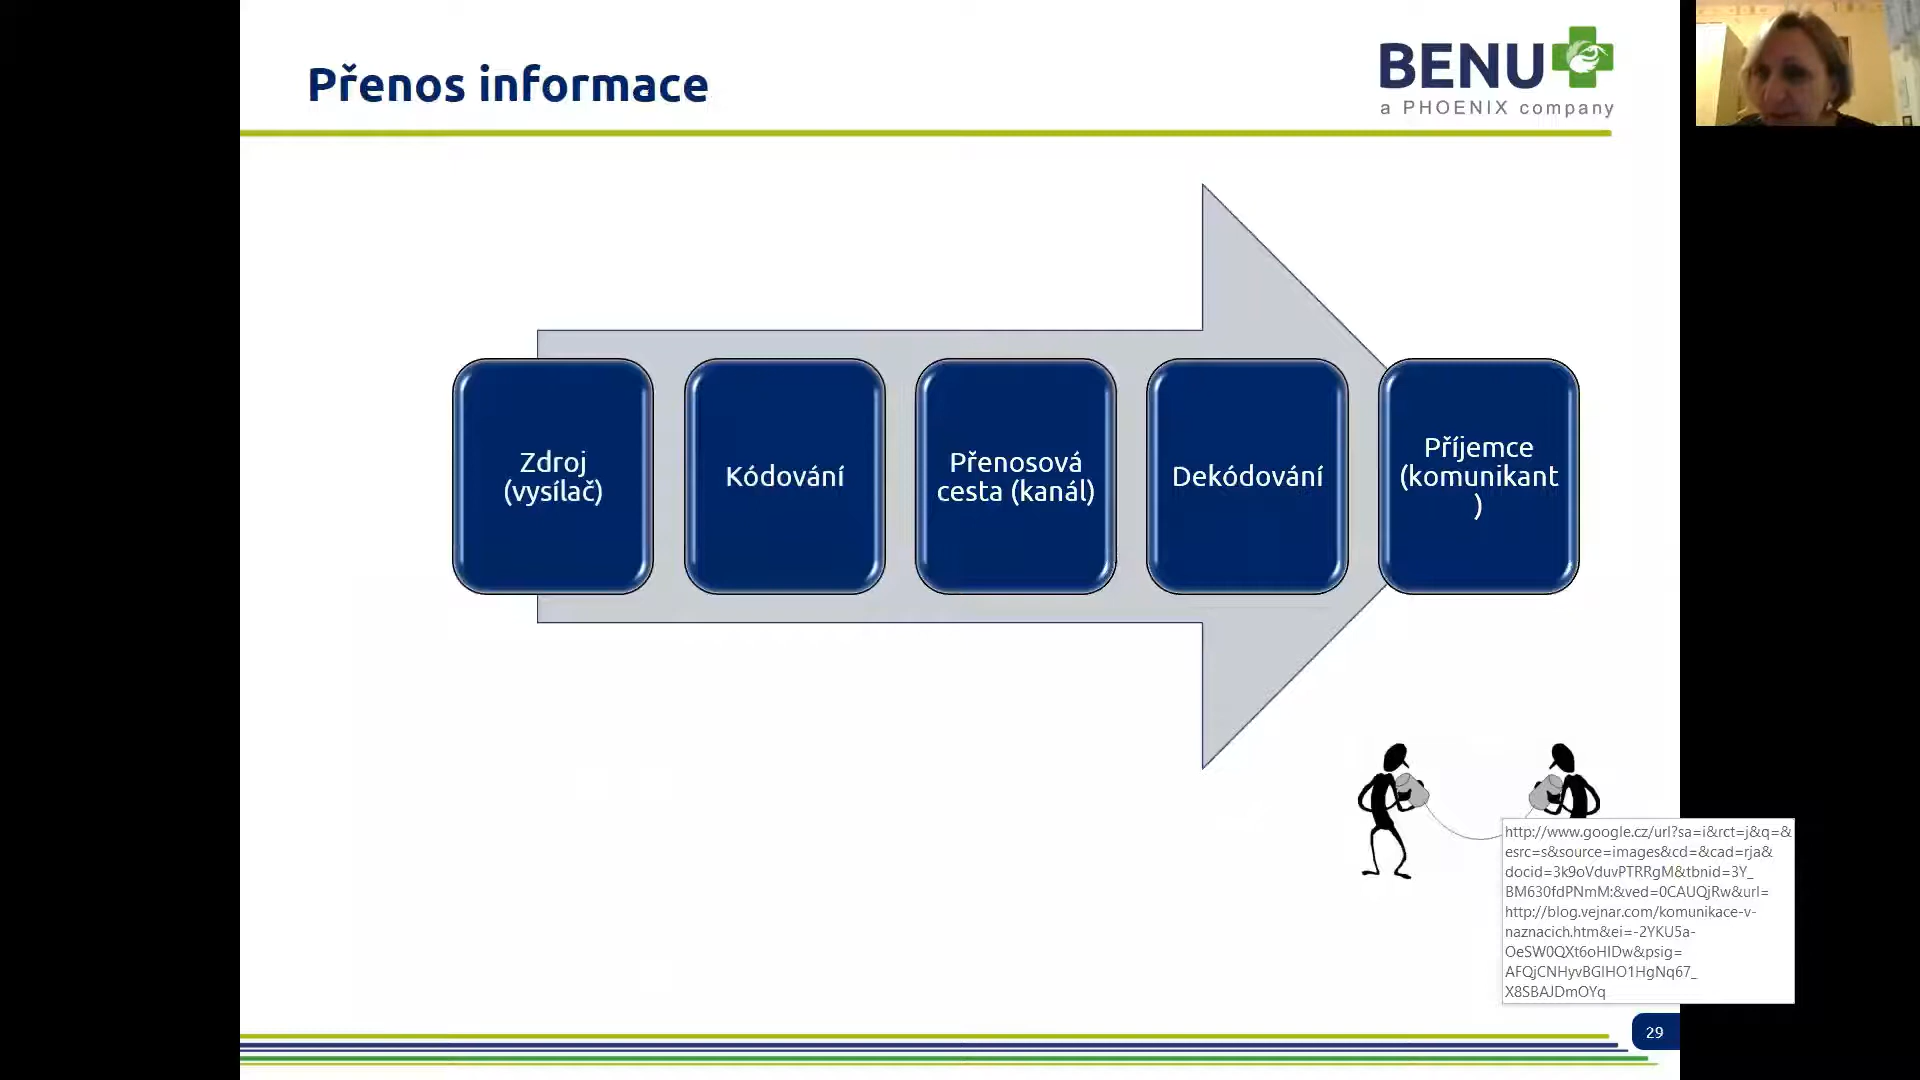 Přenos informace
BENU
a PHOENIX company
Zdroj
(vysílač)
Kódování
Přenosová
cesta (kanál)
Dekódování
Příjemce
(komunikant
)
http://www.google.cz/url?sa=i&rct=j&q=&
esrc=s&source=images&cd=&cad=rja&
docid=3k9oVduvPTRRgM&tbnid=3Y_
BM630fdPNmM:&ved=0CAUQjRw&url=
http://blog.vejnar.com/komunikace-v-
naznacich.htm&ei=-2YKU5a-
OeSW0QXt6oHIDw&psig=
AFQjCNHyvBGlHO1HgNq67_
X8SBAJDmOYq
29